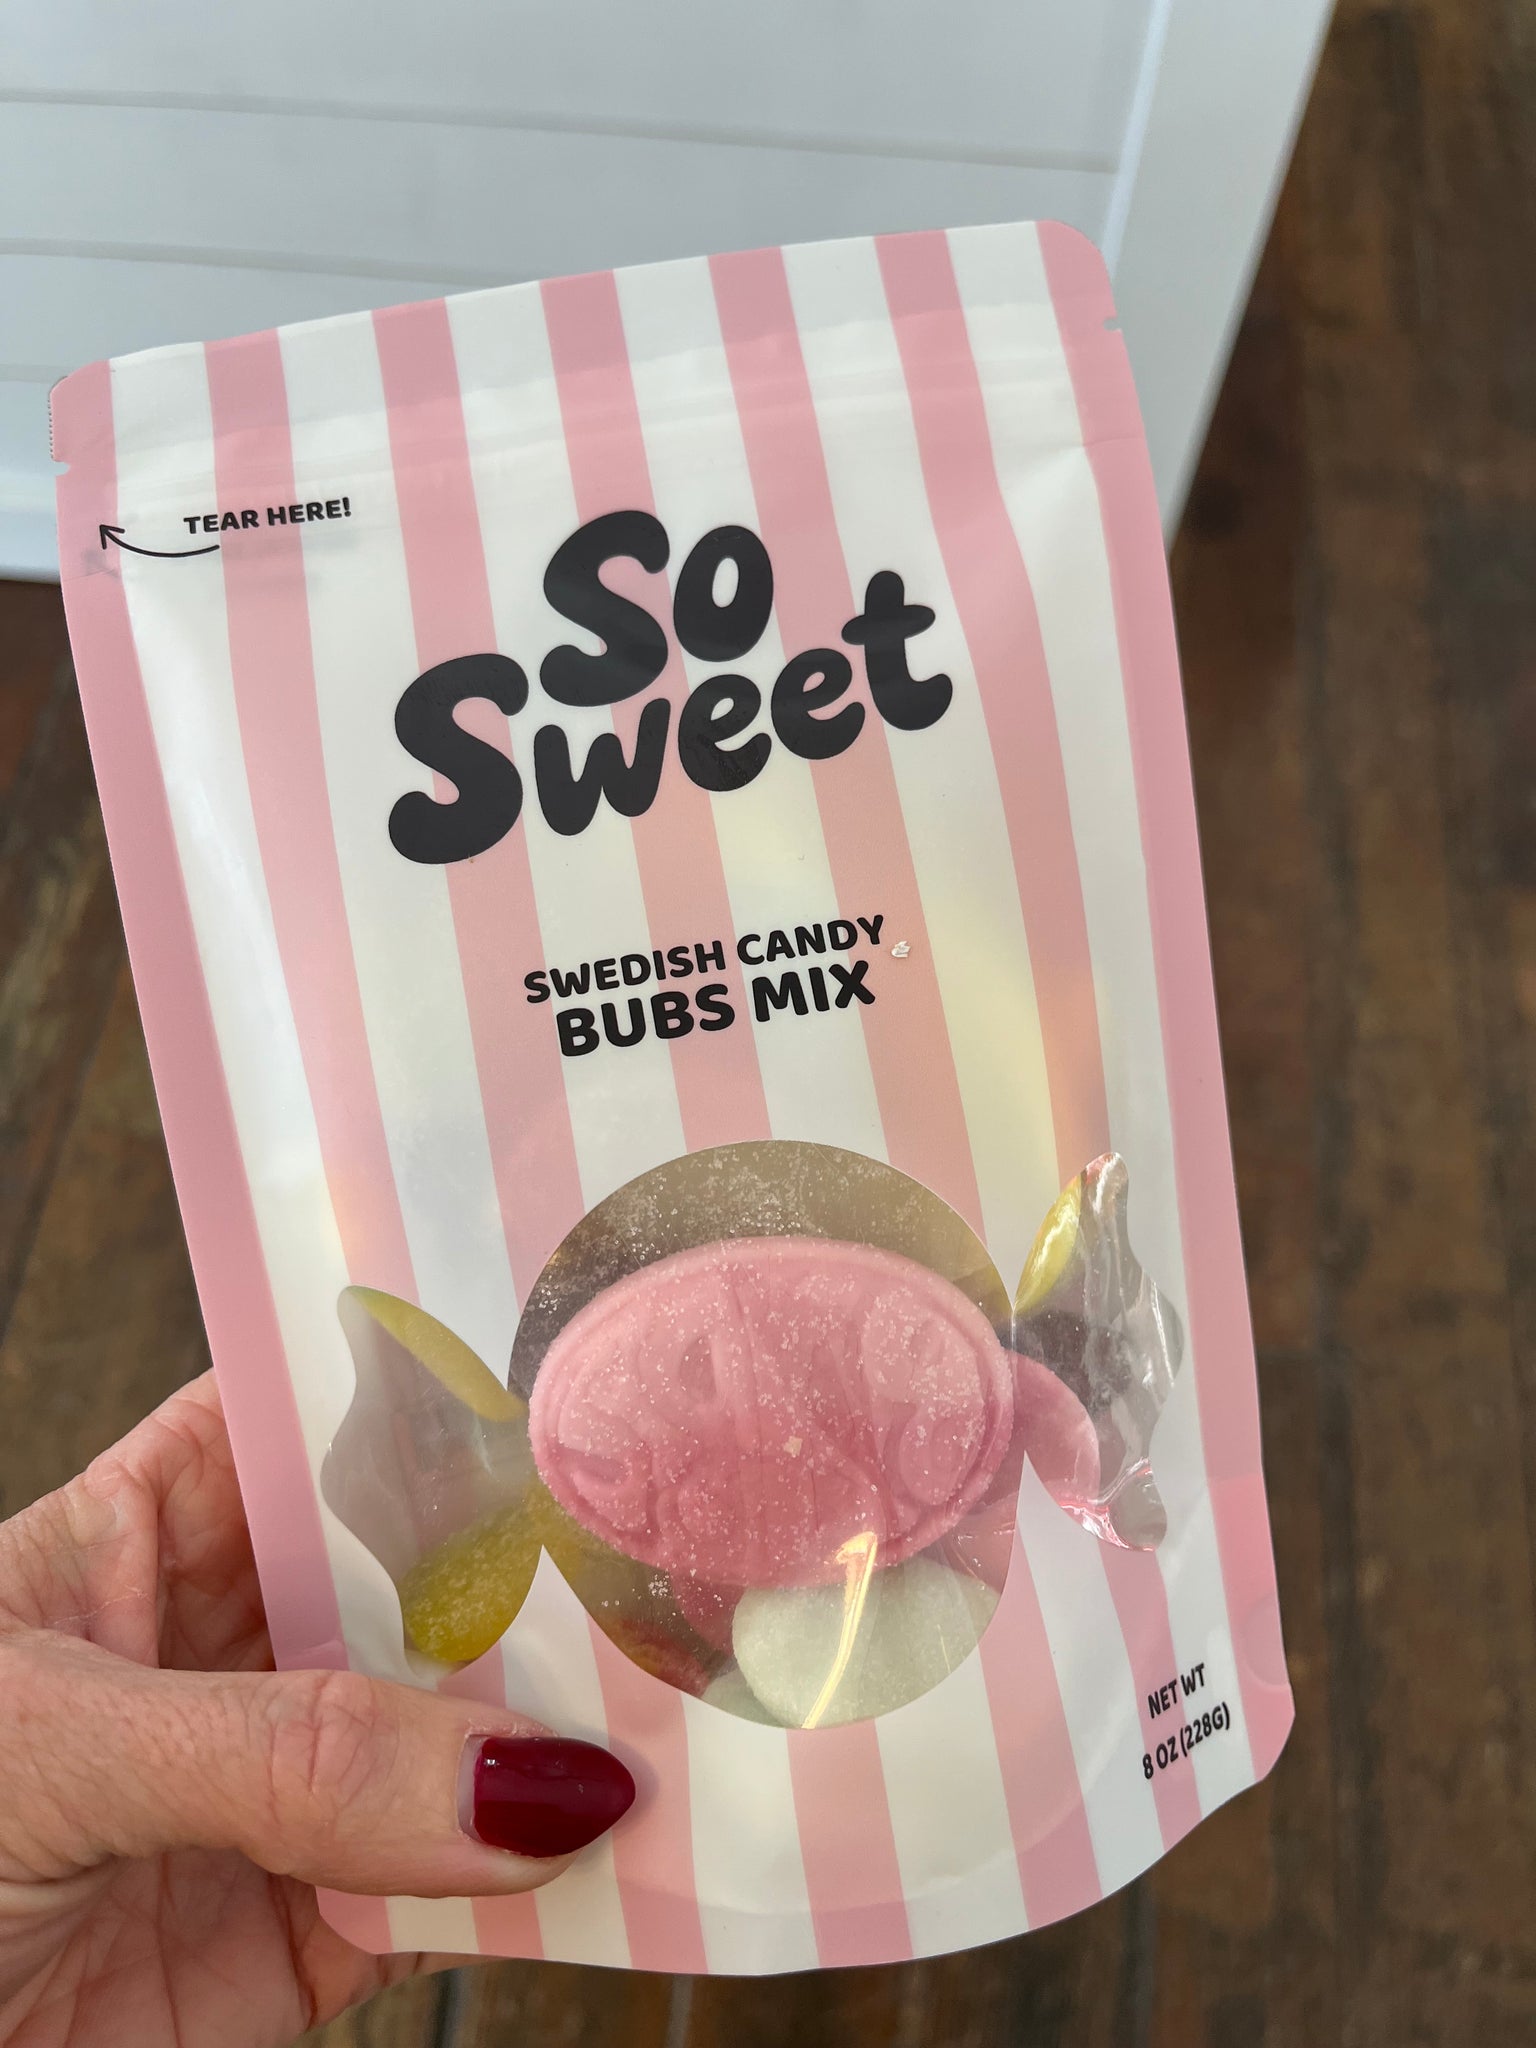 TEAR HERE!
So
Sweet
SWEDISH CANDY
BUBS MIX
NET WT
8 OZ (228G)